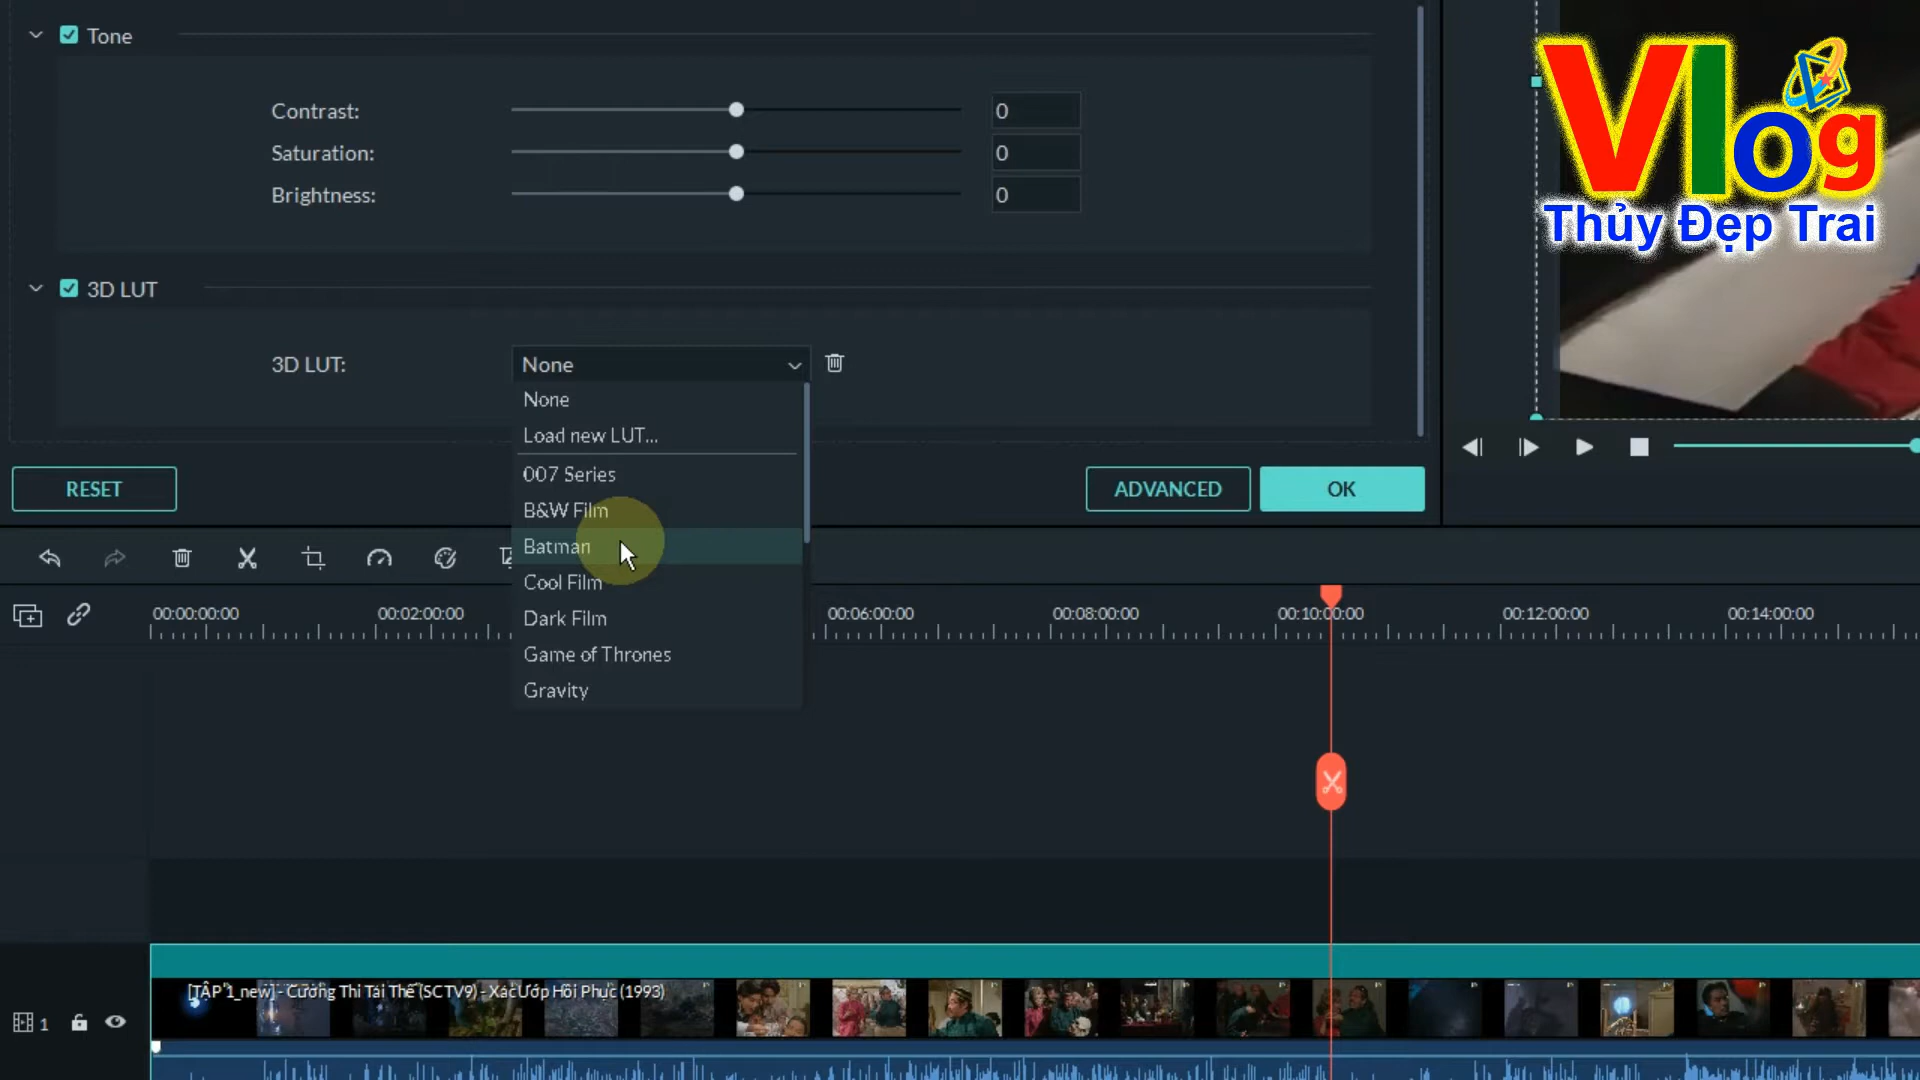 Tone
Contrast:
0
Saturation:
0
Brightness:
0
3D LUT
3D LUT:
None
None
Load new LUT...
007 Series
B&W Film
Batman
Cool Film
Dark Film
Game of Thrones
Gravity
RESET
ADVANCED
OK
Vlog
Thủy Đẹp Trai
00:00:00:00
00:02:00:00
00:06:00:00
00:08:00:00
00:10:00:00
00:12:00:00
00:14:00:00
[TẬP 1_new] - Cương Thi Tái Thế (SCTV9) - Xác Ướp Hồi Phục (1993)
1